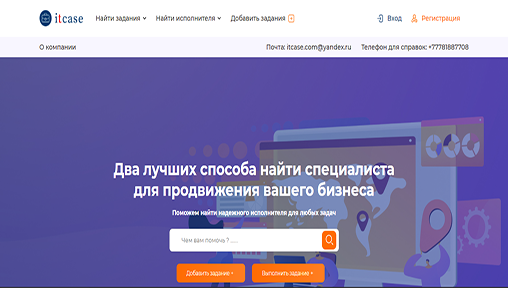 itcase
Найти задания Найти исполнителя Добавить задания Вход Регистрация
О компании Почта: itcase.com@yandex.ru Телефон для справок: +77781887708
Два лучших способа найти специалиста
для продвижения вашего бизнеса
Поможем найти надежного исполнителя для любых задач
Чем вам помочь ? .....
Добавить задание + Выполнить задание +